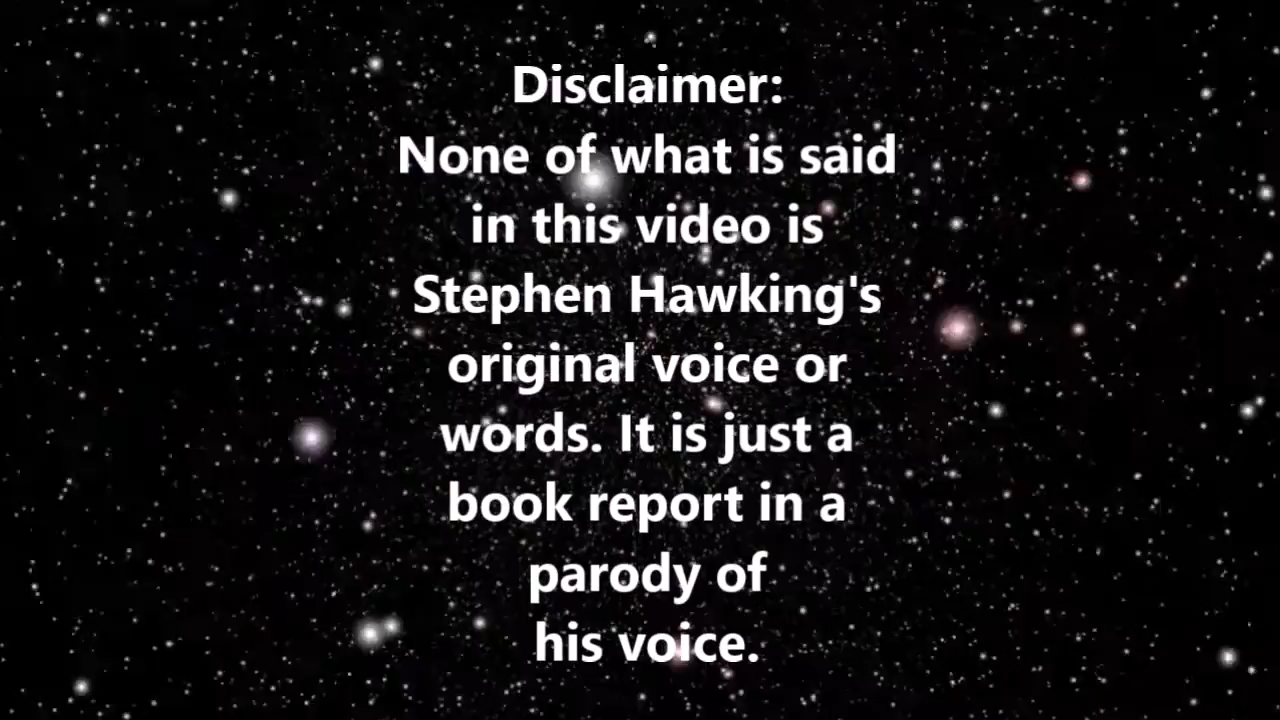 Disclaimer:
None of what is said
in this video is
Stephen Hawking's
original voice or
words. It is just a
book report in a
parody of
his voice.